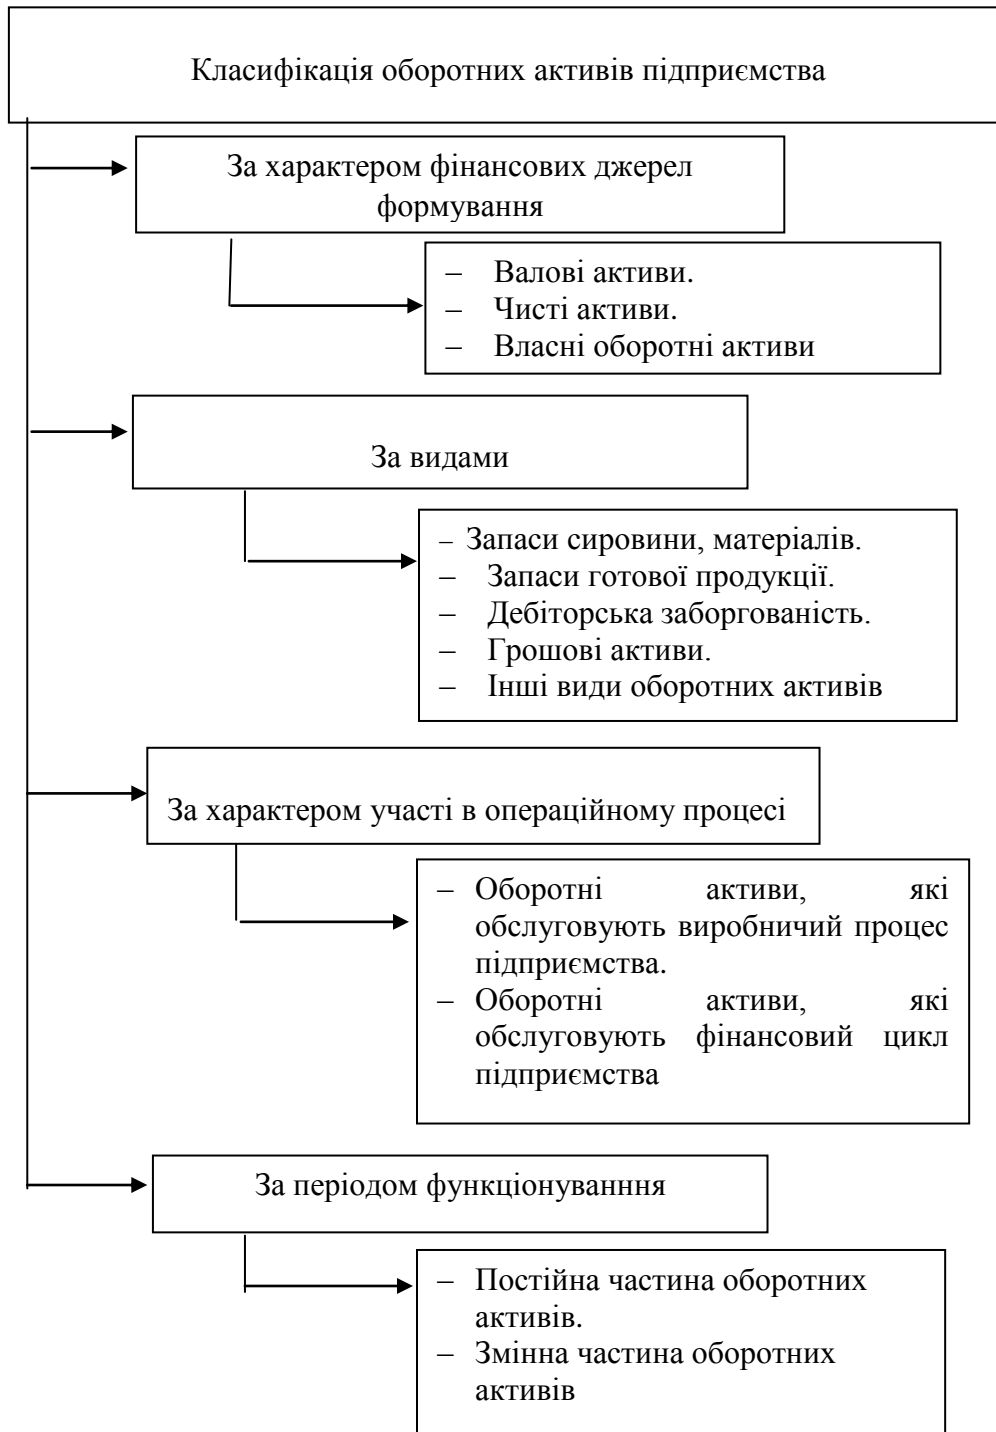 Класифікація оборотних активів підприємства
За характером фінансових джерел
формування
– Валові активи.
– Чисті активи.
– Власні оборотні активи
За видами
– Запаси сировини, матеріалів.
– Запаси готової продукції.
– Дебіторська заборгованість.
– Грошові активи.
– Інші види оборотних активів
За характером участі в операційному процесі
– Оборотні активи, які
обслуговують виробничий процес
підприємства.
– Оборотні активи, які
обслуговують фінансовий цикл
підприємства
За періодом функціонуванння
– Постійна частина оборотних
активів.
– Змінна частина оборотних
активів